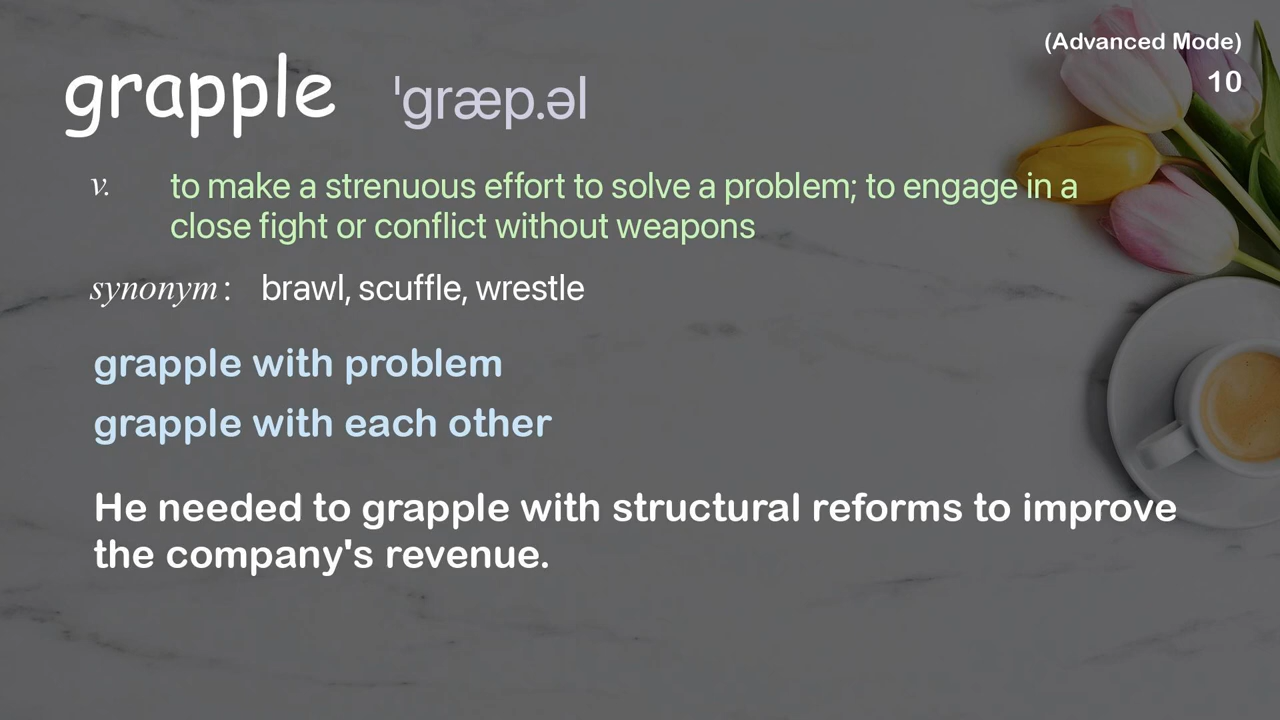 (Advanced Mode)
10
grapple ˈɡræp.əl
v. to make a strenuous effort to solve a problem; to engage in a
close fight or conflict without weapons
synonym : brawl, scuffle, wrestle
grapple with problem
grapple with each other
He needed to grapple with structural reforms to improve
the company's revenue.